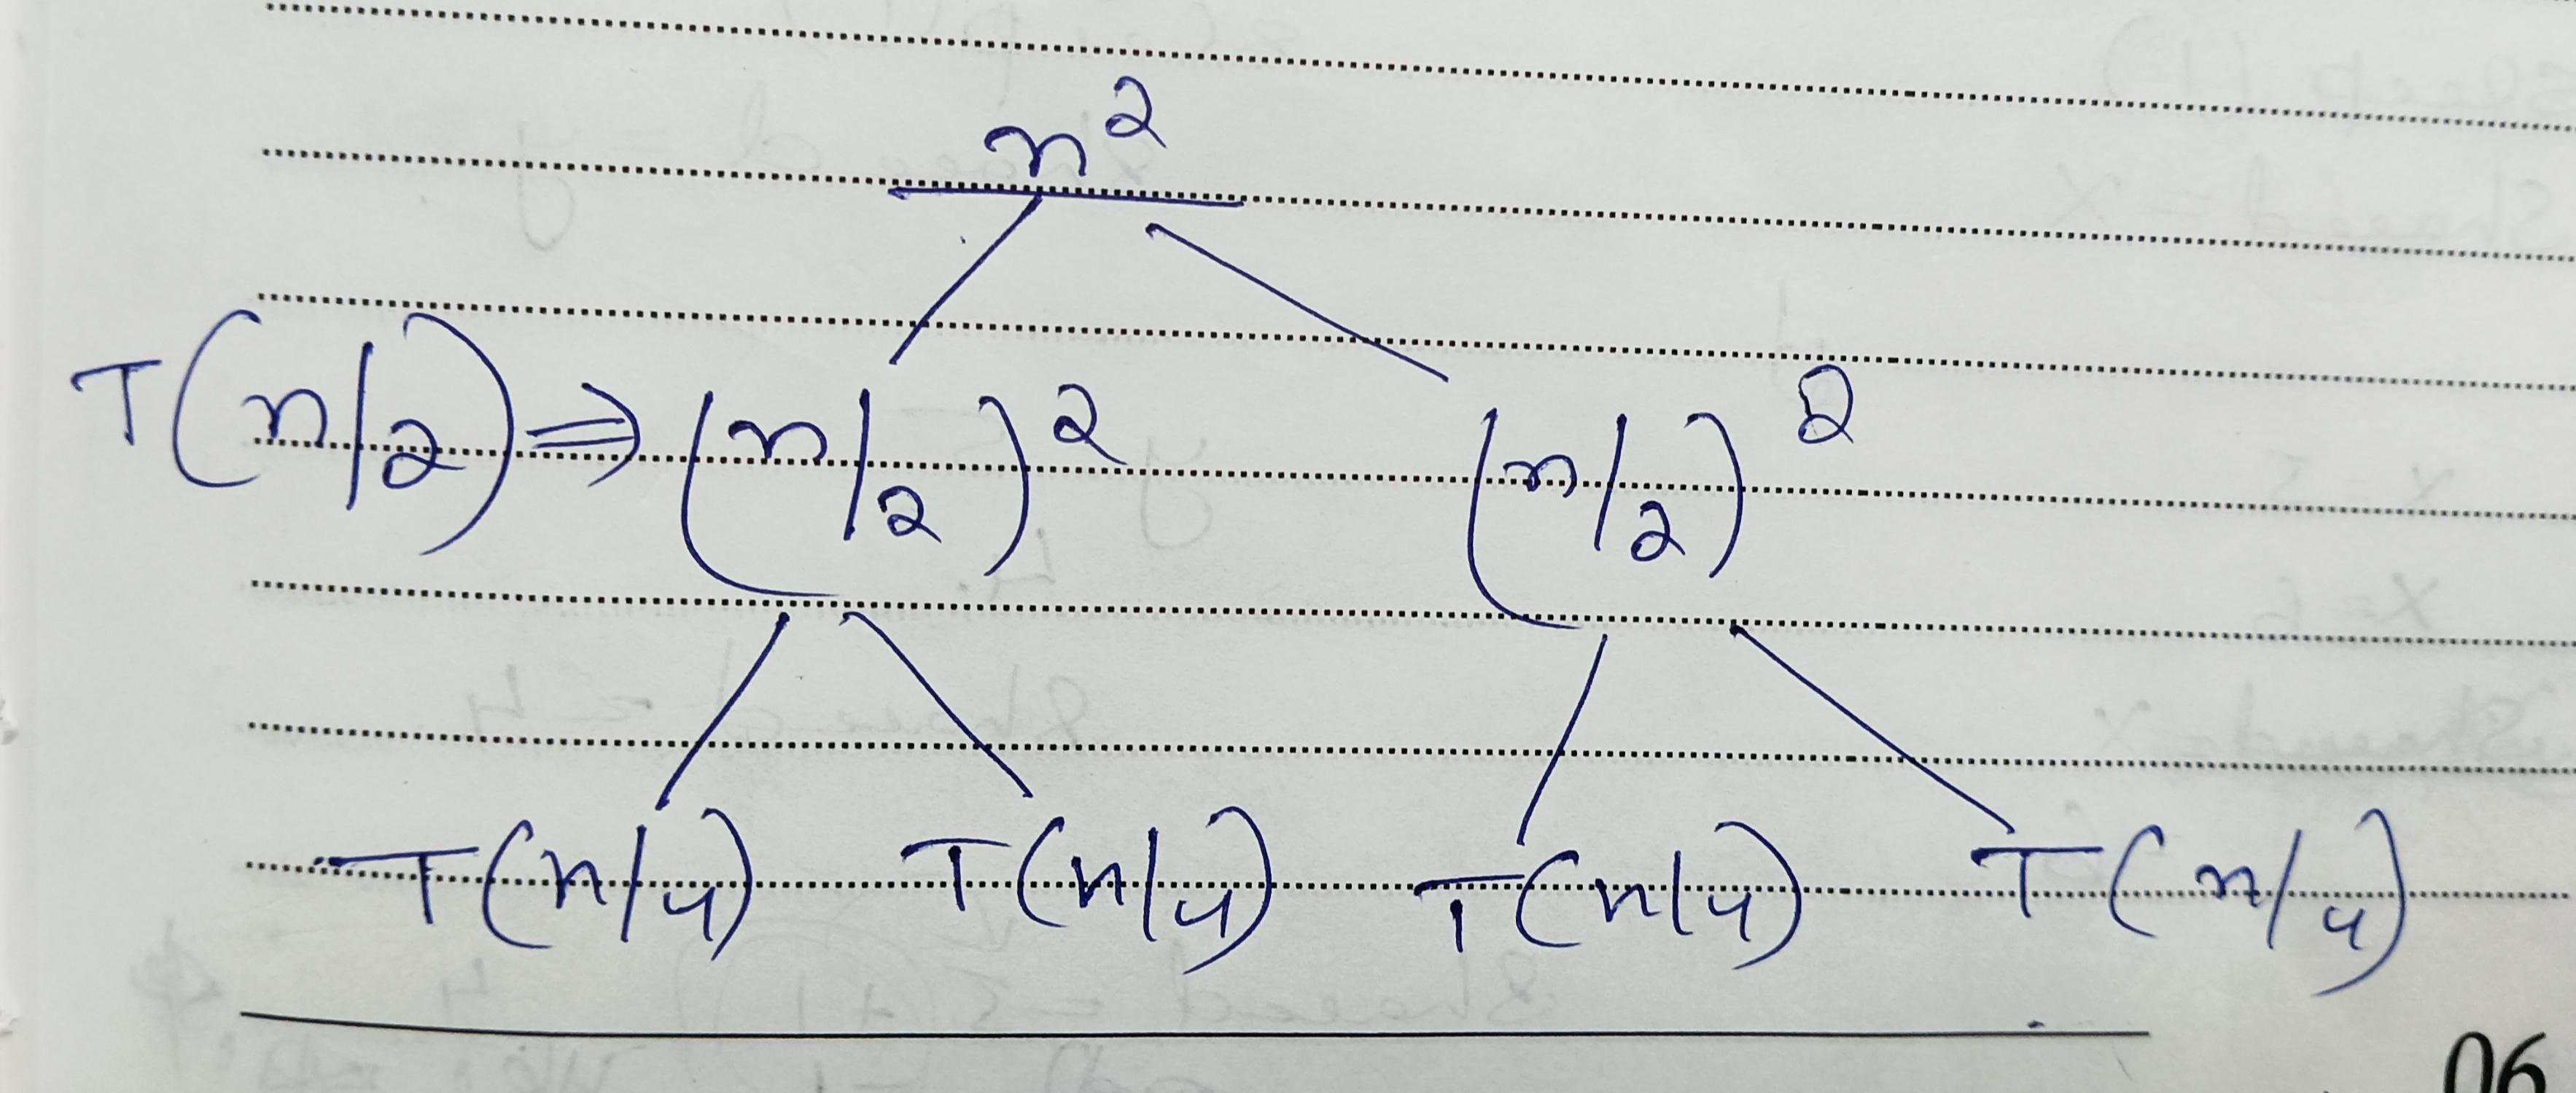 n²
T(n/2) ⇒ (n/2)² (n/2)²
T(n/4) T(n/4) T(n/4) T(n/4)
06